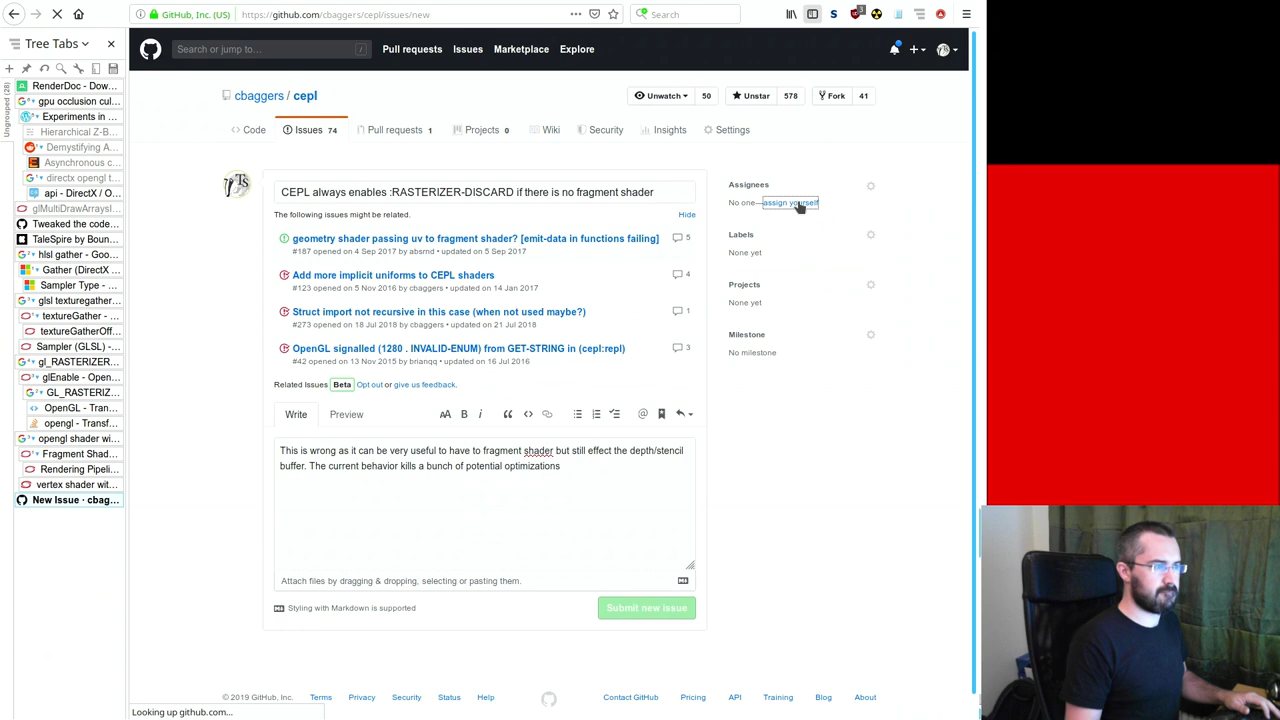 GitHub, Inc. (US)
https://github.com/cbaggers/cepl/issues/new
Search
3
Tree Tabs
Ungrouped (28)
RenderDoc - Dow...
gpu occlusion cul...
Experiments in ...
Hierarchical Z-B...
Demystifying A...
Asynchronous c...
directx opengl t...
api - DirectX / O...
glMultiDrawArraysI...
Tweaked the code...
TaleSpire by Boun...
hlsl gather - Goo...
Gather (DirectX ...
Sampler Type - ...
glsl texturegather...
textureGather - ...
textureGatherOff...
Sampler (GLSL) -...
gl_RASTERIZER...
glEnable - Open...
GL_RASTERIZ...
OpenGL - Tran...
opengl - Transf...
opengl shader wi...
Fragment Shad...
Rendering Pipeli...
vertex shader wit...
New Issue · cbag...
Search or jump to...
/
Pull requests
Issues
Marketplace
Explore
cbaggers / cepl
Unwatch 50
Unstar 578
Fork 41
Code
Issues 74
Pull requests 1
Projects 0
Wiki
Security
Insights
Settings
CEPL always enables :RASTERIZER-DISCARD if there is no fragment shader
The following issues might be related.
Hide
geometry shader passing uv to fragment shader? [emit-data in functions failing]
5
#187 opened on 4 Sep 2017 by absrnd • updated on 5 Sep 2017
Add more implicit uniforms to CEPL shaders
4
#123 opened on 5 Nov 2016 by cbaggers • updated on 14 Jan 2017
Struct import not recursive in this case (when not used maybe?)
1
#273 opened on 18 Jul 2018 by cbaggers • updated on 21 Jul 2018
OpenGL signalled (1280 . INVALID-ENUM) from GET-STRING in (cepl:repl)
3
#42 opened on 13 Nov 2015 by brianqq • updated on 16 Jul 2016
Related Issues Beta Opt out or give us feedback.
Write
Preview
This is wrong as it can be very useful to have to fragment shader but still effect the depth/stencil
buffer. The current behavior kills a bunch of potential optimizations
Attach files by dragging & dropping, selecting or pasting them.
Styling with Markdown is supported
Submit new issue
Assignees
No one—assign yourself
Labels
None yet
Projects
None yet
Milestone
No milestone
© 2019 GitHub, Inc.
Terms
Privacy
Security
Status
Help
Contact GitHub
Pricing
API
Training
Blog
About
Looking up github.com...